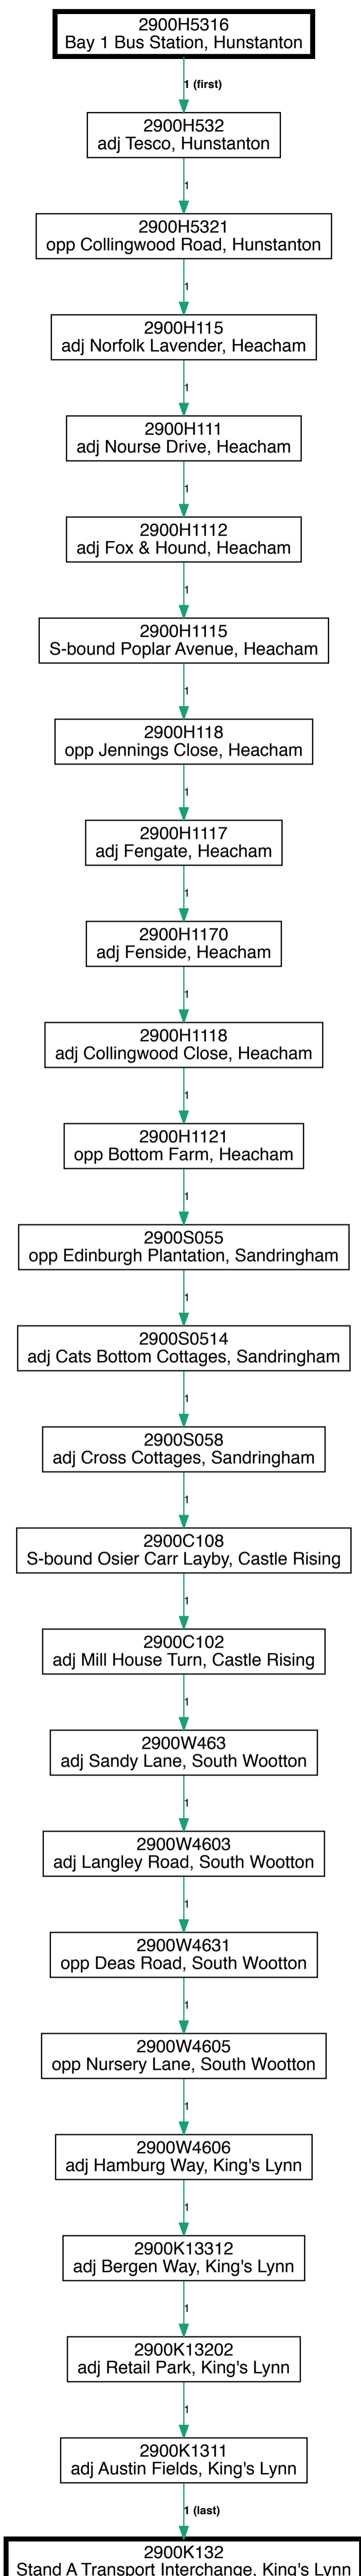 2900H5316
Bay 1 Bus Station, Hunstanton
1 (first)
2900H532
adj Tesco, Hunstanton
1
2900H5321
opp Collingwood Road, Hunstanton
1
2900H115
adj Norfolk Lavender, Heacham
1
2900H111
adj Nourse Drive, Heacham
1
2900H1112
adj Fox & Hound, Heacham
1
2900H1115
S-bound Poplar Avenue, Heacham
1
2900H118
opp Jennings Close, Heacham
1
2900H1117
adj Fengate, Heacham
1
2900H1170
adj Fenside, Heacham
1
2900H1118
adj Collingwood Close, Heacham
1
2900H1121
opp Bottom Farm, Heacham
1
2900S055
opp Edinburgh Plantation, Sandringham
1
2900S0514
adj Cats Bottom Cottages, Sandringham
1
2900S058
adj Cross Cottages, Sandringham
1
2900C108
S-bound Osier Carr Layby, Castle Rising
1
2900C102
adj Mill House Turn, Castle Rising
1
2900W463
adj Sandy Lane, South Wootton
1
2900W4603
adj Langley Road, South Wootton
1
2900W4631
opp Deas Road, South Wootton
1
2900W4605
opp Nursery Lane, South Wootton
1
2900W4606
adj Hamburg Way, King's Lynn
1
2900K13312
adj Bergen Way, King's Lynn
1
2900K13202
adj Retail Park, King's Lynn
1
2900K1311
adj Austin Fields, King's Lynn
1 (last)
2900K132
Stand A Transport Interchange, King's Lynn